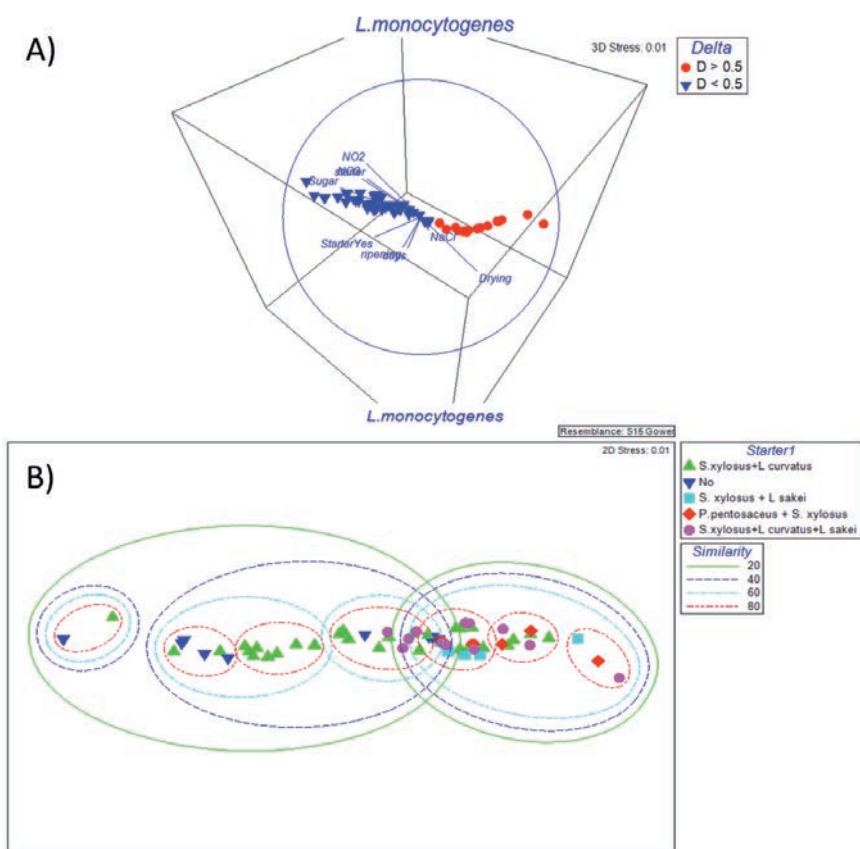 A)
L.monocytogenes
3D Stress: 0.01
Delta
D > 0.5
D < 0.5
NO2
starter
Sugar
StarterYes
ripening
NaCl
Drying
L.monocytogenes
Resemblance: S15 Gower
B)
2D Stress: 0.01
Starter1
S.xylosus+L curvatus
No
S. xylosus + L sakei
P.pentosaceus + S. xylosus
S.xylosus+L curvatus+L sakei
Similarity
20
40
60
80